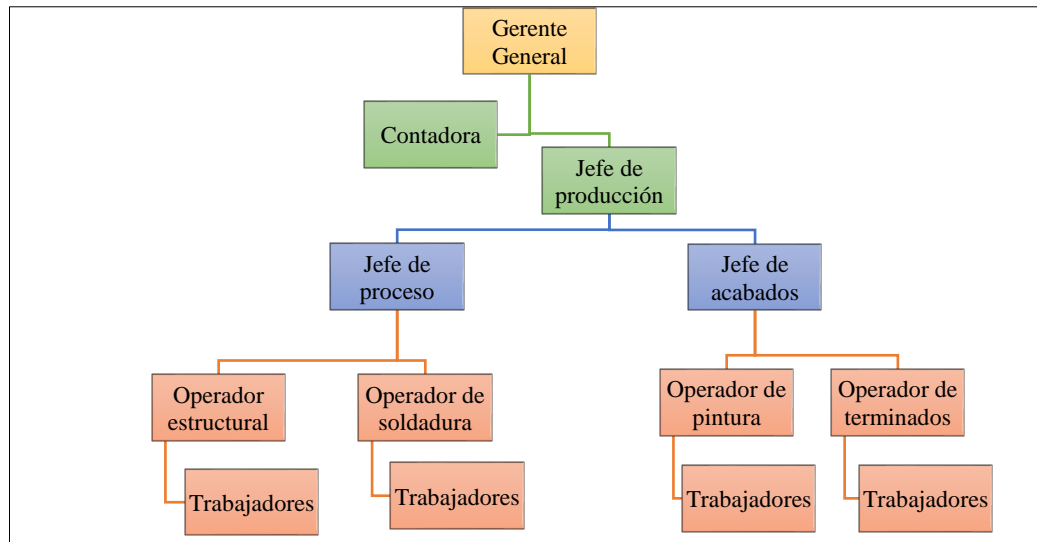 Gerente
General
Contadora
Jefe de
producción
Jefe de
proceso
Jefe de
acabados
Operador
estructural
Operador de
soldadura
Operador de
pintura
Operador de
terminados
Trabajadores
Trabajadores
Trabajadores
Trabajadores